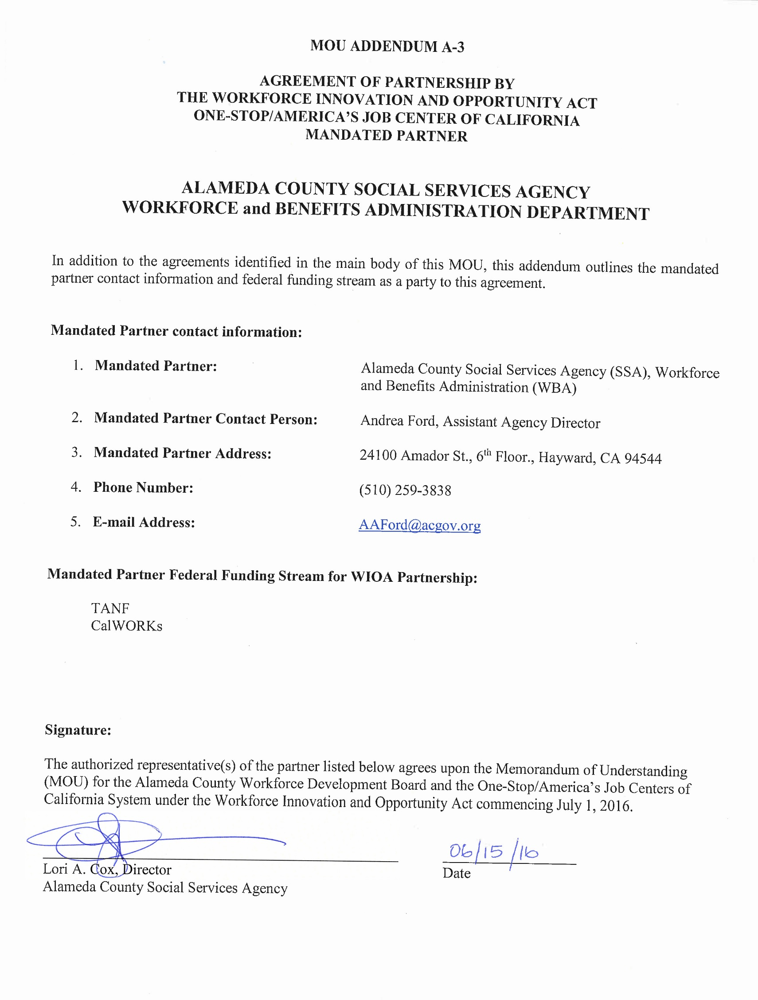 MOU ADDENDUM A-3
AGREEMENT OF PARTNERSHIP BY
THE WORKFORCE INNOVATION AND OPPORTUNITY ACT
ONE-STOP/AMERICA'S JOB CENTER OF CALIFORNIA
MANDATED PARTNER
ALAMEDA COUNTY SOCIAL SERVICES AGENCY
WORKFORCE and BENEFITS ADMINISTRATION DEPARTMENT
In addition to the agreements identified in the main body of this MOU, this addendum outlines the mandated
partner contact information and federal funding stream as a party to this agreement.
Mandated Partner contact information:
1. Mandated Partner: Alameda County Social Services Agency (SSA), Workforce
and Benefits Administration (WBA)
2. Mandated Partner Contact Person: Andrea Ford, Assistant Agency Director
3. Mandated Partner Address: 24100 Amador St., 6th Floor., Hayward, CA 94544
4. Phone Number: (510) 259-3838
5. E-mail Address: AAFord@acgov.org
Mandated Partner Federal Funding Stream for WIOA Partnership:
TANF
CalWORKs
Signature:
The authorized representative(s) of the partner listed below agrees upon the Memorandum of Understanding
(MOU) for the Alameda County Workforce Development Board and the One-Stop/America's Job Centers of
California System under the Workforce Innovation and Opportunity Act commencing July 1, 2016.
06/15/16
Lori A. Cox, Director Date
Alameda County Social Services Agency